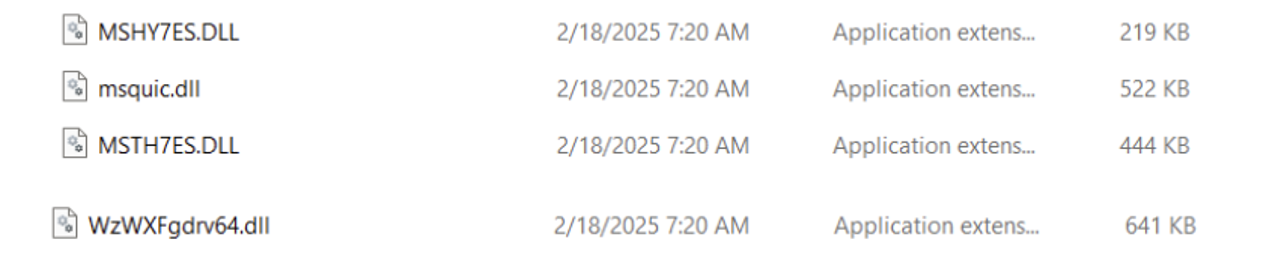 MSHY7ES.DLL 2/18/2025 7:20 AM Application extens... 219 KB
msquic.dll 2/18/2025 7:20 AM Application extens... 522 KB
MSTH7ES.DLL 2/18/2025 7:20 AM Application extens... 444 KB
WzWXFgdrv64.dll 2/18/2025 7:20 AM Application extens... 641 KB